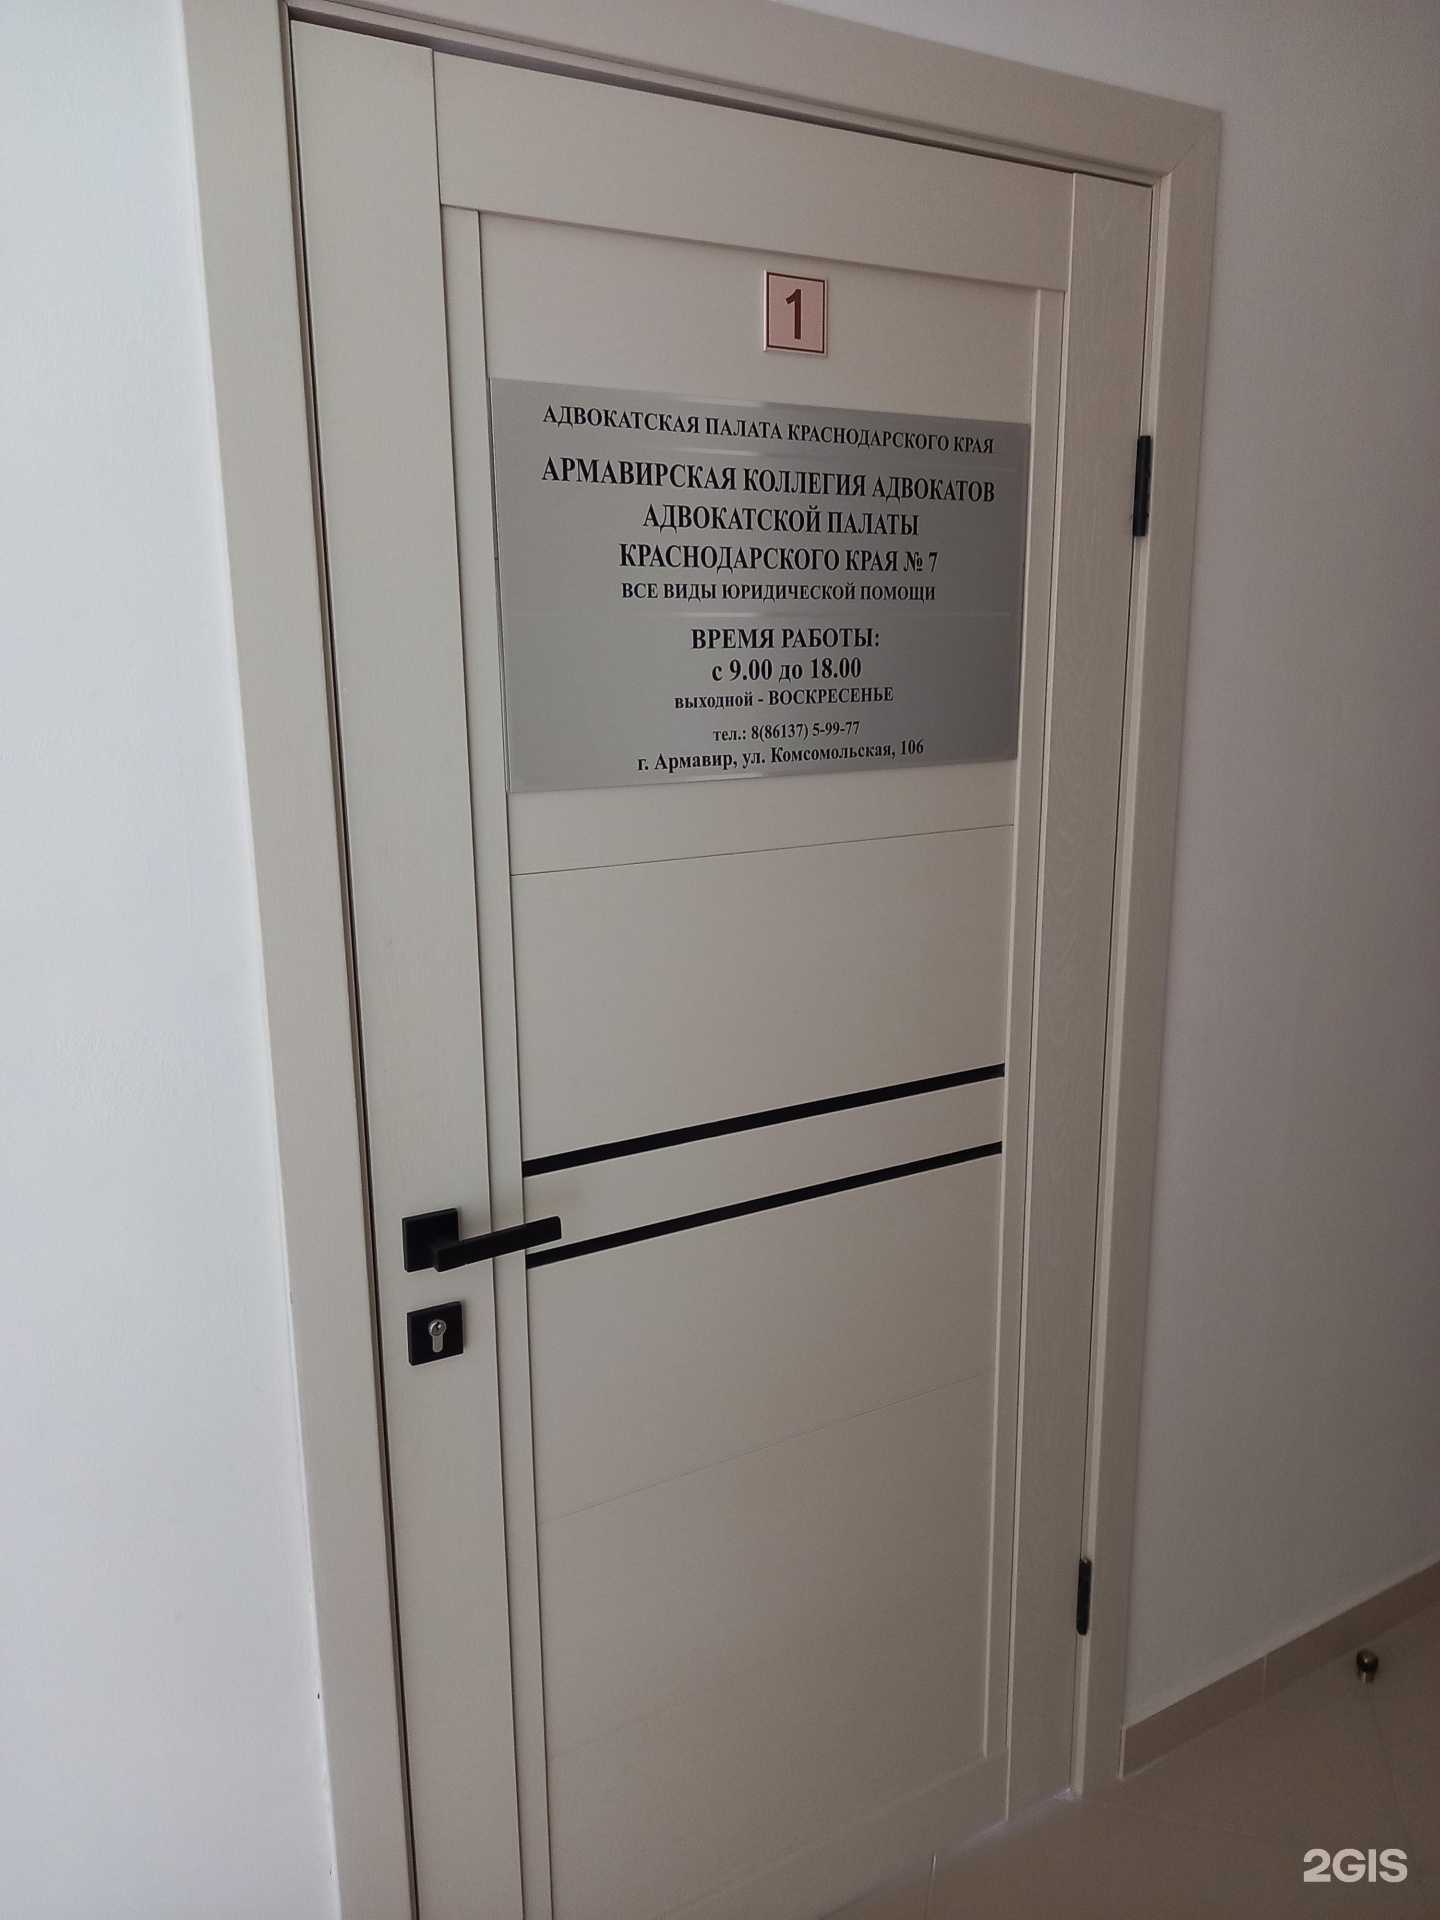 1
АДВОКАТСКАЯ ПАЛАТА КРАСНОДАРСКОГО КРАЯ
АРМАВИРСКАЯ КОЛЛЕГИЯ АДВОКАТОВ
АДВОКАТСКОЙ ПАЛАТЫ
КРАСНОДАРСКОГО КРАЯ № 7
ВСЕ ВИДЫ ЮРИДИЧЕСКОЙ ПОМОЩИ
ВРЕМЯ РАБОТЫ:
с 9.00 до 18.00
выходной - ВОСКРЕСЕНЬЕ
тел.: 8(86137) 5-99-77
г. Армавир, ул. Комсомольская, 106
2GIS